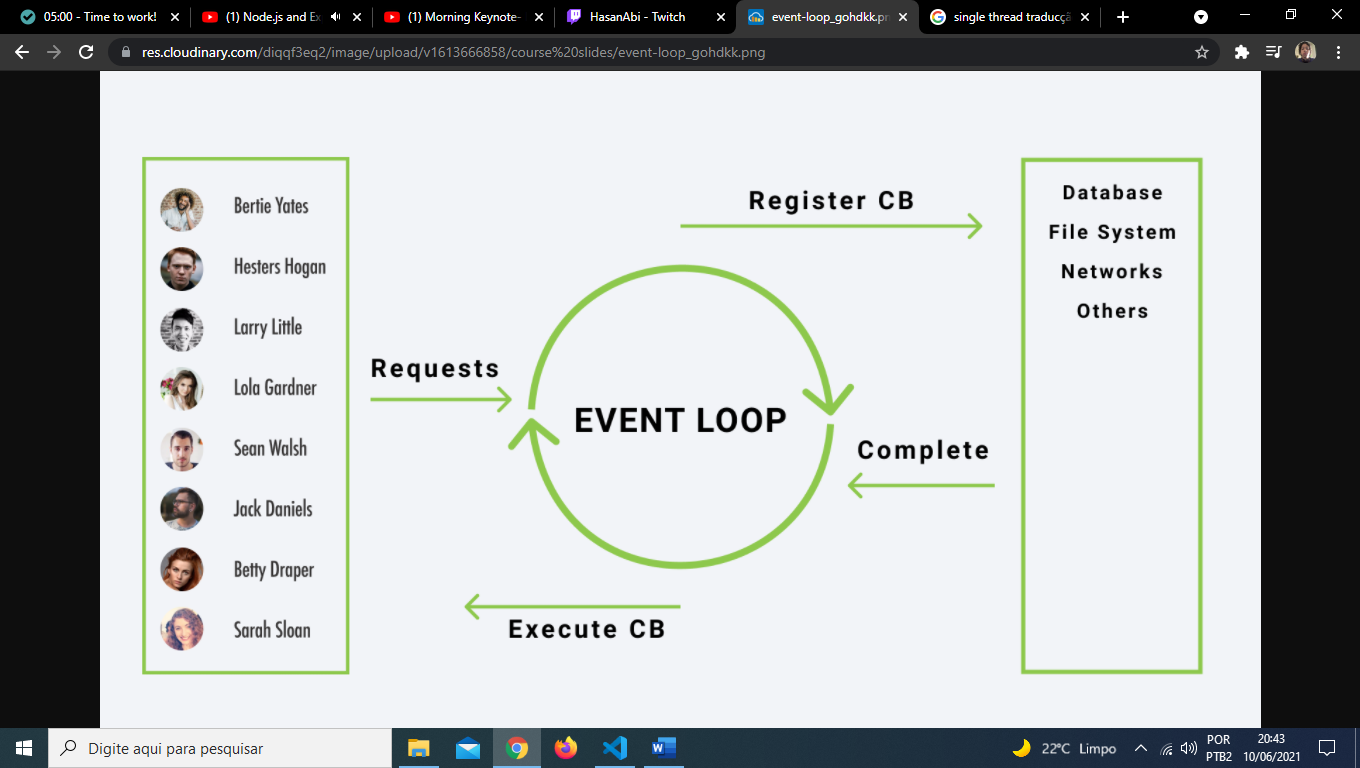 05:00 - Time to work!
(1) Node.js and Ex
(1) Morning Keynote-
HasanAbi - Twitch
event-loop_gohdkk.pn
single thread traducçã
res.cloudinary.com/diqqf3eq2/image/upload/v1613666858/course%20slides/event-loop_gohdkk.png
Bertie Yates
Hesters Hogan
Larry Little
Lola Gardner
Sean Walsh
Jack Daniels
Betty Draper
Sarah Sloan
Requests
Register CB
EVENT LOOP
Complete
Execute CB
Database
File System
Networks
Others
Digite aqui para pesquisar
22°C Limpo
POR
PTB2
20:43
10/06/2021